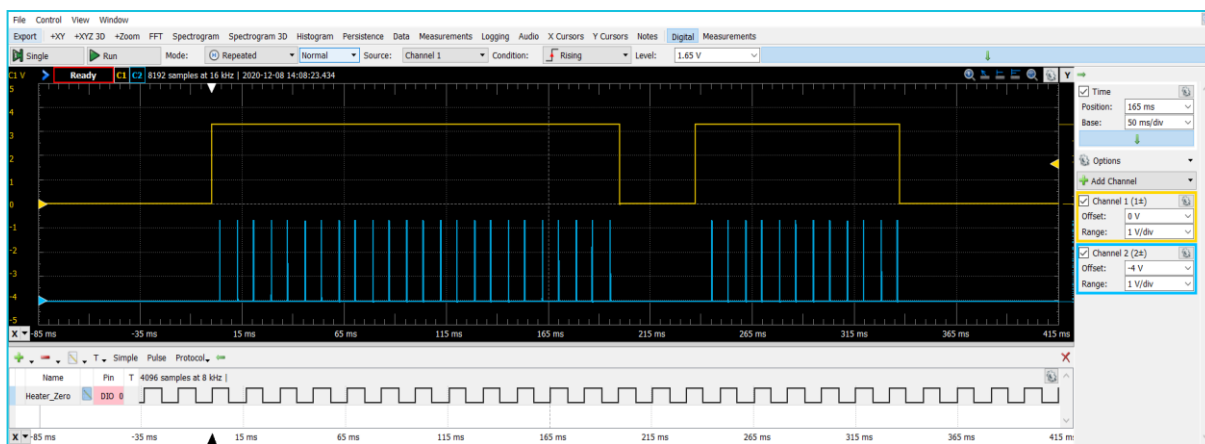 File Control View Window
Export +XY +XYZ 3D +Zoom FFT Spectrogram Spectrogram 3D Histogram Persistence Data Measurements Logging Audio X Cursors Y Cursors Notes Digital Measurements
Single Run Mode: Repeated Normal Source: Channel 1 Condition: Rising Level: 1.65 V
C1 V Ready C1 C2 8192 samples at 16 kHz | 2020-12-08 14:08:23.434 Y
5
4
3
2
1
0
-1
-2
-3
-4
-5
X -85 ms -35 ms 15 ms 65 ms 115 ms 165 ms 215 ms 265 ms 315 ms 365 ms 415 ms
Time
Position: 165 ms
Base: 50 ms/div
Options
Add Channel
Channel 1 (1±)
Offset: 0 V
Range: 1 V/div
Channel 2 (2±)
Offset: -4 V
Range: 1 V/div
T Simple Pulse Protocol X
Name Pin T 4096 samples at 8 kHz |
Heater_Zero DIO 0
X -85 ms -35 ms 15 ms 65 ms 115 ms 165 ms 215 ms 265 ms 315 ms 365 ms 415 m